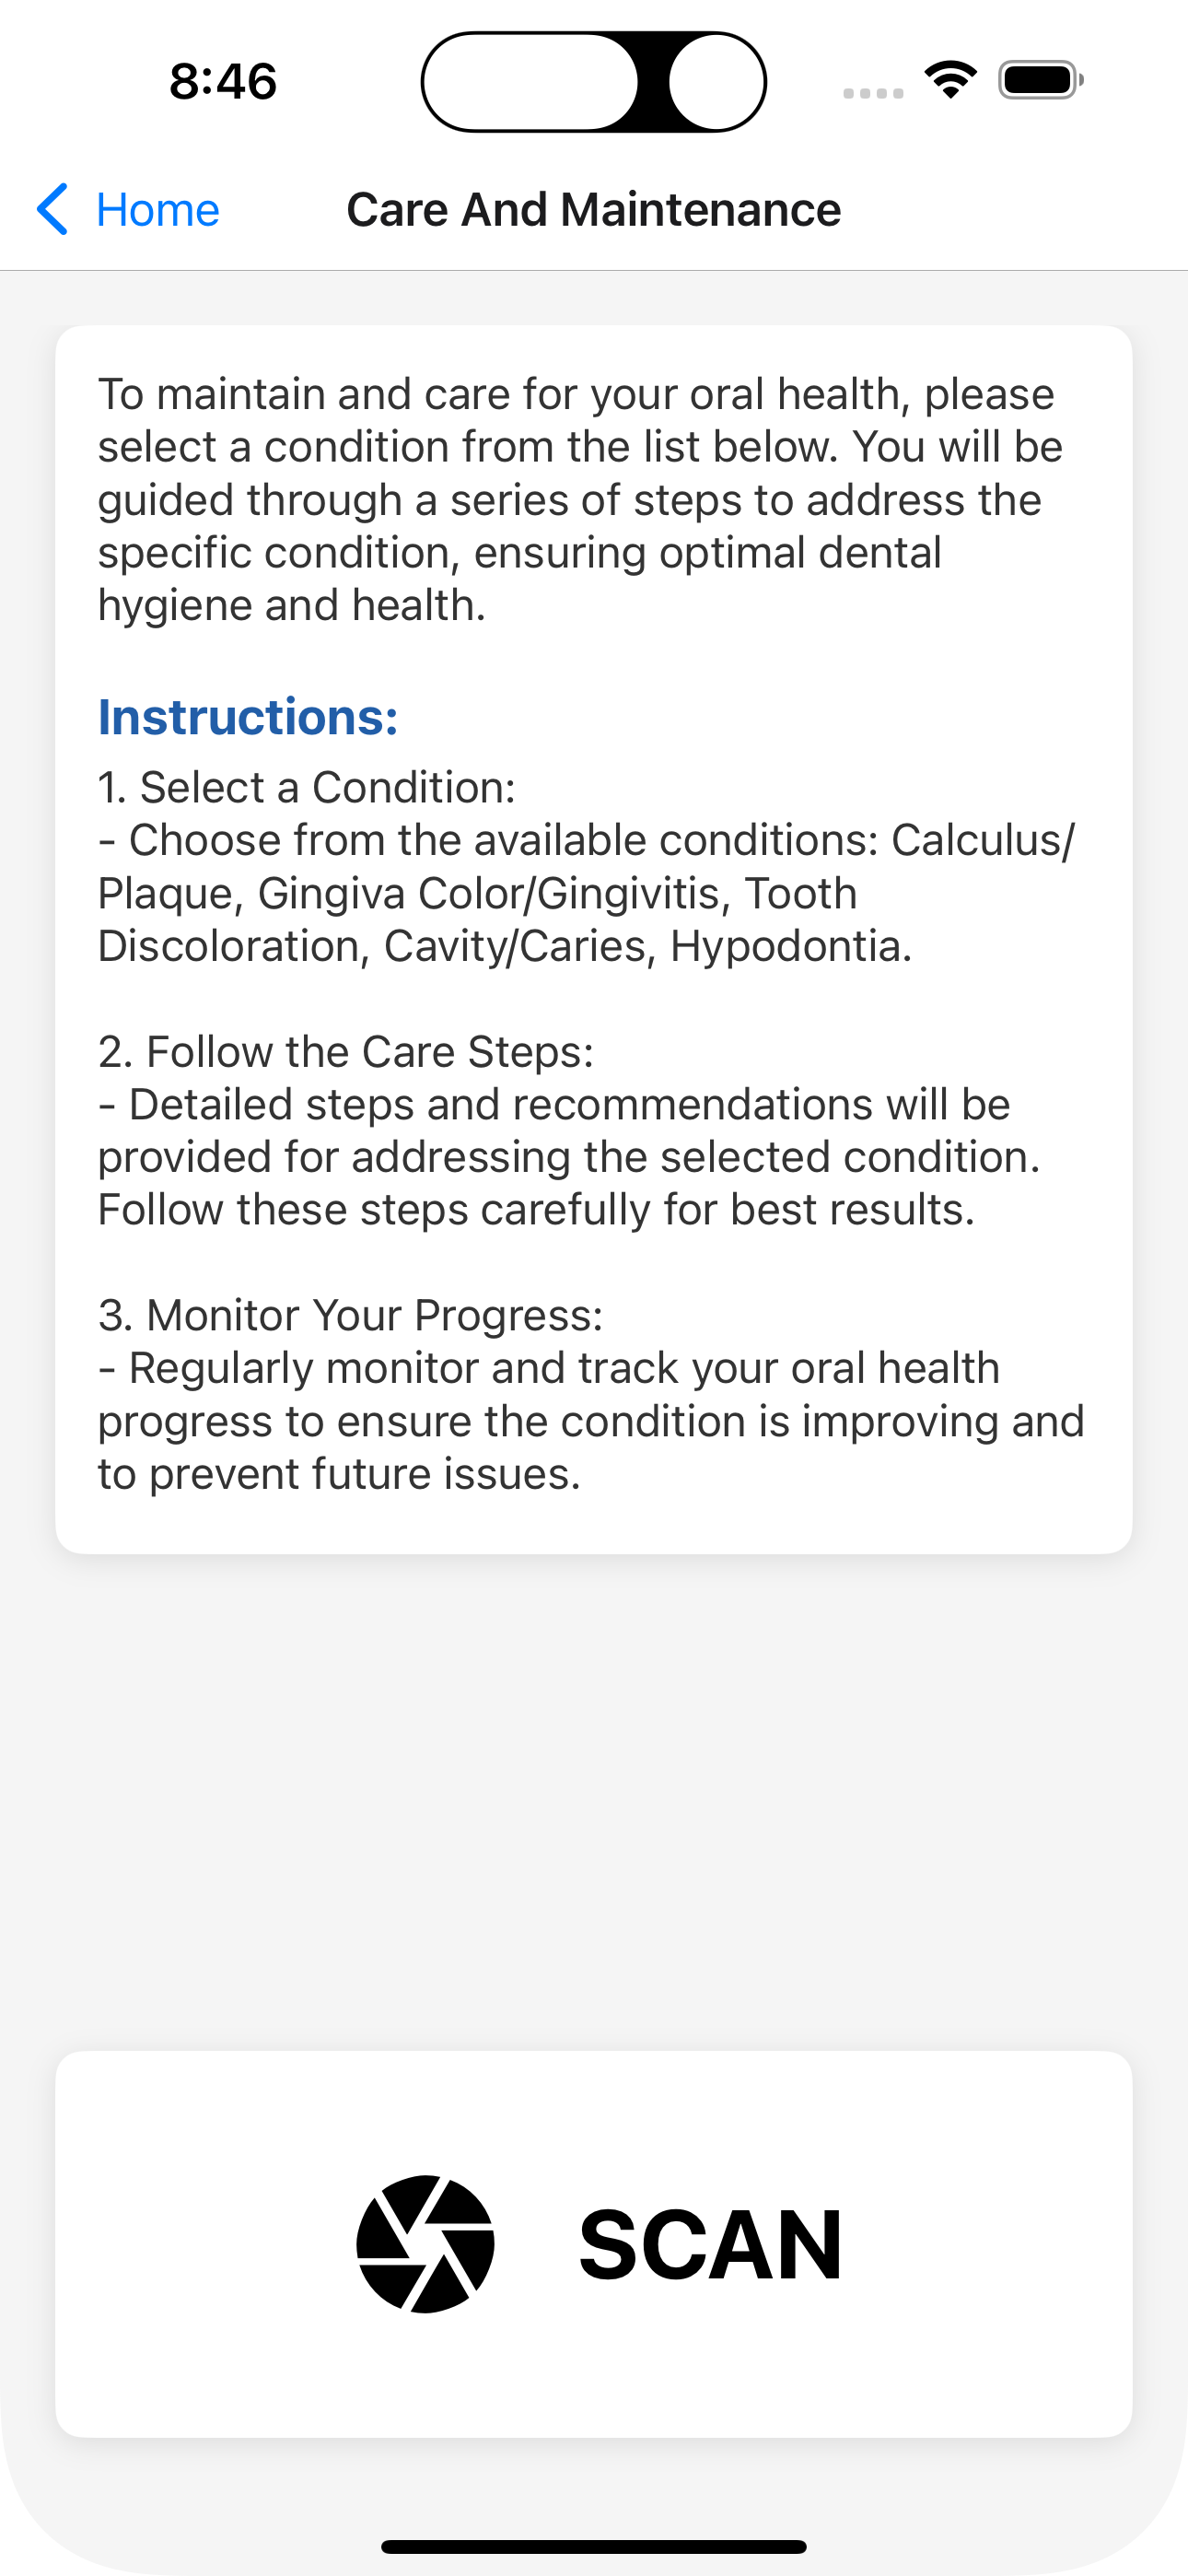 8:46
Home
Care And Maintenance
To maintain and care for your oral health, please
select a condition from the list below. You will be
guided through a series of steps to address the
specific condition, ensuring optimal dental
hygiene and health.
Instructions:
1. Select a Condition:
- Choose from the available conditions: Calculus/
Plaque, Gingiva Color/Gingivitis, Tooth
Discoloration, Cavity/Caries, Hypodontia.
2. Follow the Care Steps:
- Detailed steps and recommendations will be
provided for addressing the selected condition.
Follow these steps carefully for best results.
3. Monitor Your Progress:
- Regularly monitor and track your oral health
progress to ensure the condition is improving and
to prevent future issues.
SCAN